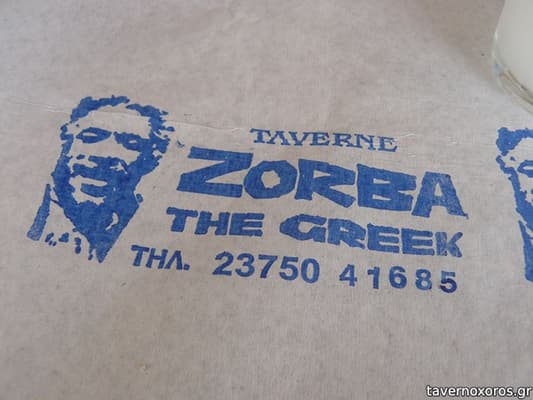 TAVERNE
ZORBA
THE GREEK
ΤΗΛ. 23750 41685
tavernoxoros.gr